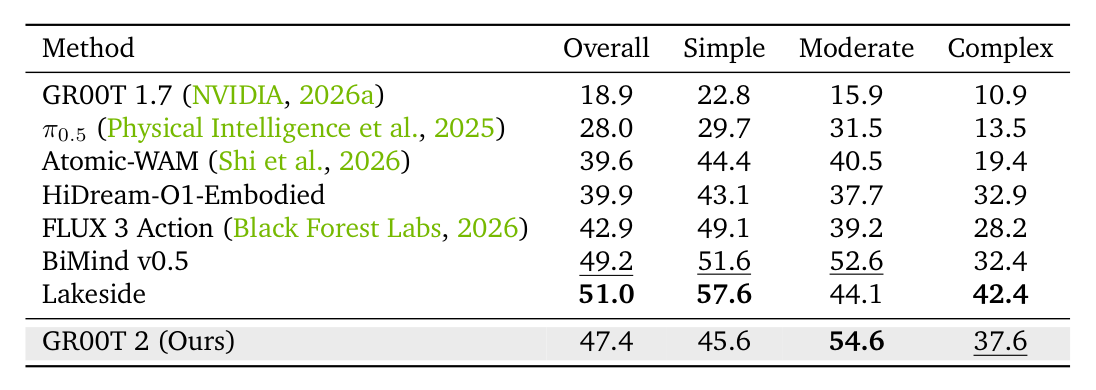 Method Overall Simple Moderate Complex
GR00T 1.7 (NVIDIA, 2026a) 18.9 22.8 15.9 10.9
π0.5 (Physical Intelligence et al., 2025) 28.0 29.7 31.5 13.5
Atomic-WAM (Shi et al., 2026) 39.6 44.4 40.5 19.4
HiDream-O1-Embodied 39.9 43.1 37.7 32.9
FLUX 3 Action (Black Forest Labs, 2026) 42.9 49.1 39.2 28.2
BiMind v0.5 49.2 51.6 52.6 32.4
Lakeside 51.0 57.6 44.1 42.4
GR00T 2 (Ours) 47.4 45.6 54.6 37.6